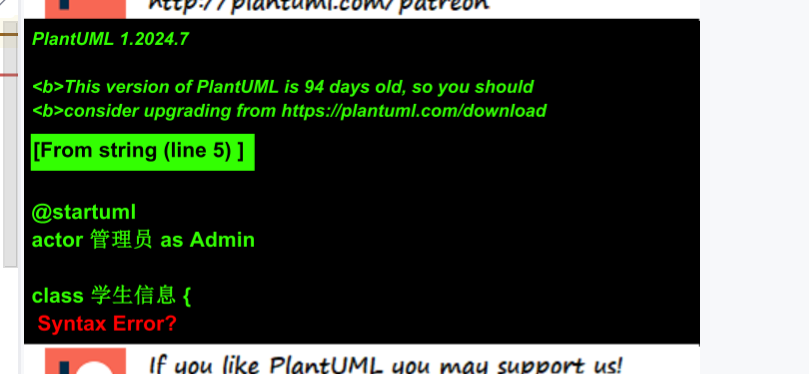 http://plantuml.com/patreon
PlantUML 1.2024.7
<b>This version of PlantUML is 94 days old, so you should
<b>consider upgrading from https://plantuml.com/download
[From string (line 5) ]
@startuml
actor 管理员 as Admin
class 学生信息 {
Syntax Error?
If you like PlantUML you may support us!